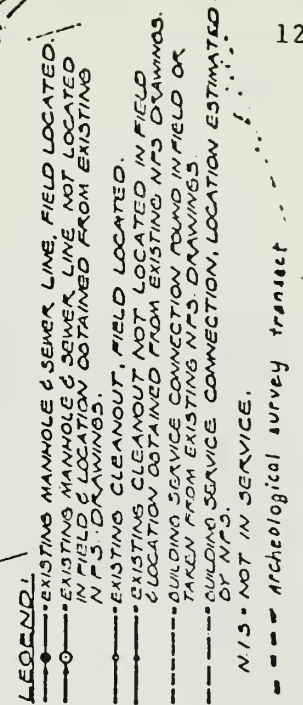 12
LEGEND:
EXISTING MANHOLE & SEWER LINE, FIELD LOCATED.
EXISTING MANHOLE & SEWER LINE NOT LOCATED
IN FIELD & LOCATION OBTAINED FROM EXISTING
NPS. DRAWINGS.
EXISTING CLEANOUT, FIELD LOCATED.
EXISTING CLEANOUT NOT LOCATED IN FIELD
& LOCATION OBTAINED FROM EXISTING NPS DRAWINGS.
BUILDING SERVICE CONNECTION FOUND IN FIELD OR
TAKEN FROM EXISTING NPS. DRAWINGS.
BUILDING SERVICE CONNECTION, LOCATION ESTIMATED
BY NPS.
N.I.S • NOT IN SERVICE.
Archeological survey transect